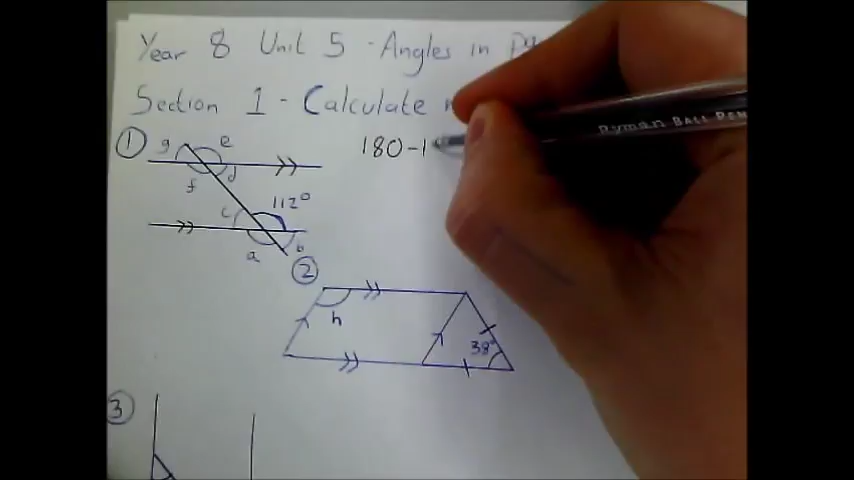 Year 8 Unit 5 - Angles in
Section 1 - Calculate
1
g
e
180-1
f
d
c
112°
a
b
2
h
38°
3
Ryman BALL PEN